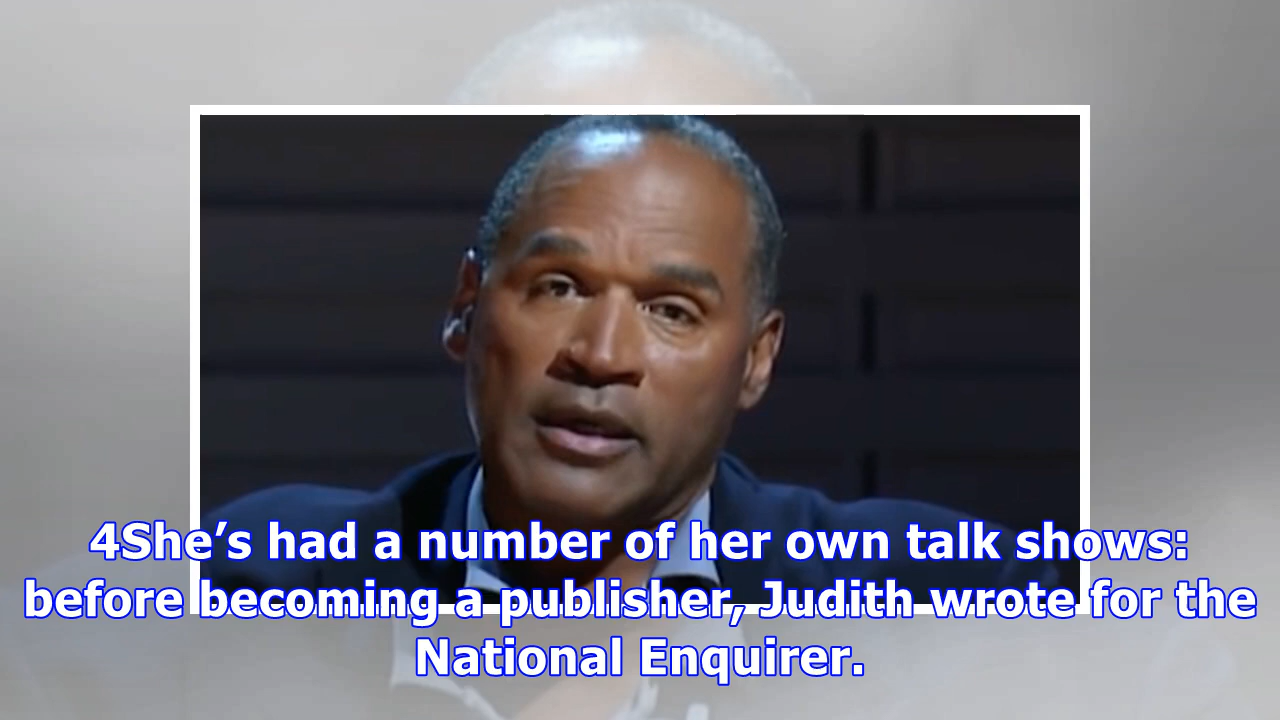 4She’s had a number of her own talk shows:
before becoming a publisher, Judith wrote for the
National Enquirer.